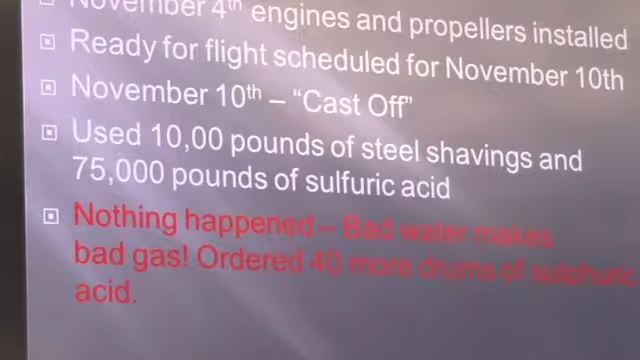 November 4th engines and propellers installed
Ready for flight scheduled for November 10th
November 10th – “Cast Off”
Used 10,00 pounds of steel shavings and
75,000 pounds of sulfuric acid
Nothing happened – Bad water makes
bad gas! Ordered 40 more drums of sulphuric
acid.